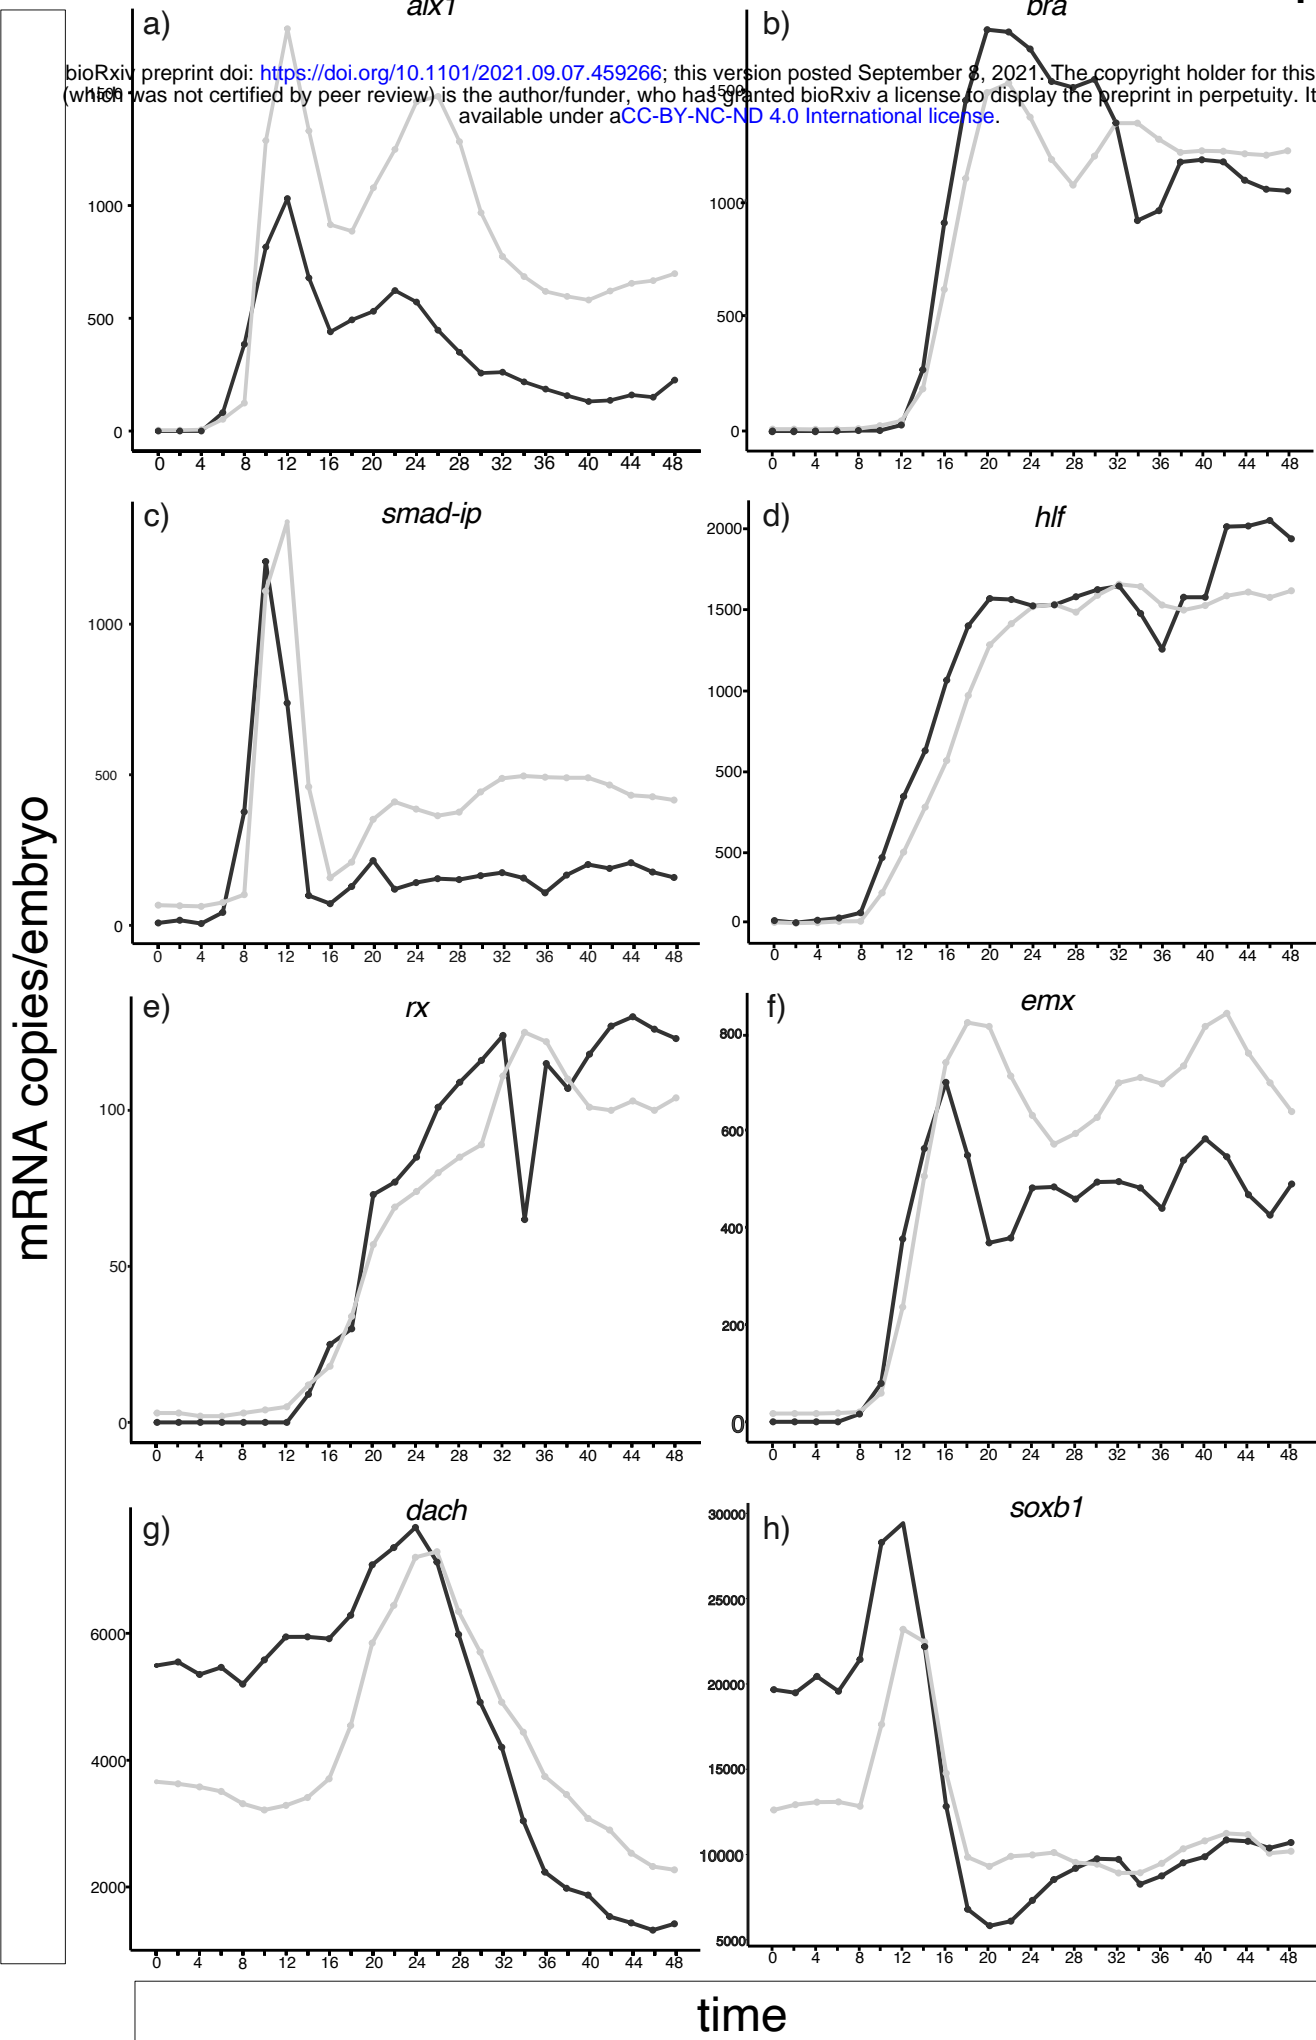 alx1
bra
a)
b)
bioRxiv preprint doi: https://doi.org/10.1101/2021.09.07.459266; this version posted September 8, 2021. The copyright holder for this
(which was not certified by peer review) is the author/funder, who has granted bioRxiv a license to display the preprint in perpetuity. It
available under aCC-BY-NC-ND 4.0 International license.
1500
1000
500
0
0 4 8 12 16 20 24 28 32 36 40 44 48
1500
1000
500
0
0 4 8 12 16 20 24 28 32 36 40 44 48
c)
smad-ip
1000
500
0
0 4 8 12 16 20 24 28 32 36 40 44 48
d)
hlf
2000
1500
1000
500
500
0
0 4 8 12 16 20 24 28 32 36 40 44 48
e)
rx
100
50
0
0 4 8 12 16 20 24 28 32 36 40 44 48
f)
emx
800
600
400
200
0
0 4 8 12 16 20 24 28 32 36 40 44 48
g)
dach
6000
4000
2000
0 4 8 12 16 20 24 28 32 36 40 44 48
h)
soxb1
30000
25000
20000
15000
10000
5000
0 4 8 12 16 20 24 28 32 36 40 44 48
mRNA copies/embryo
time